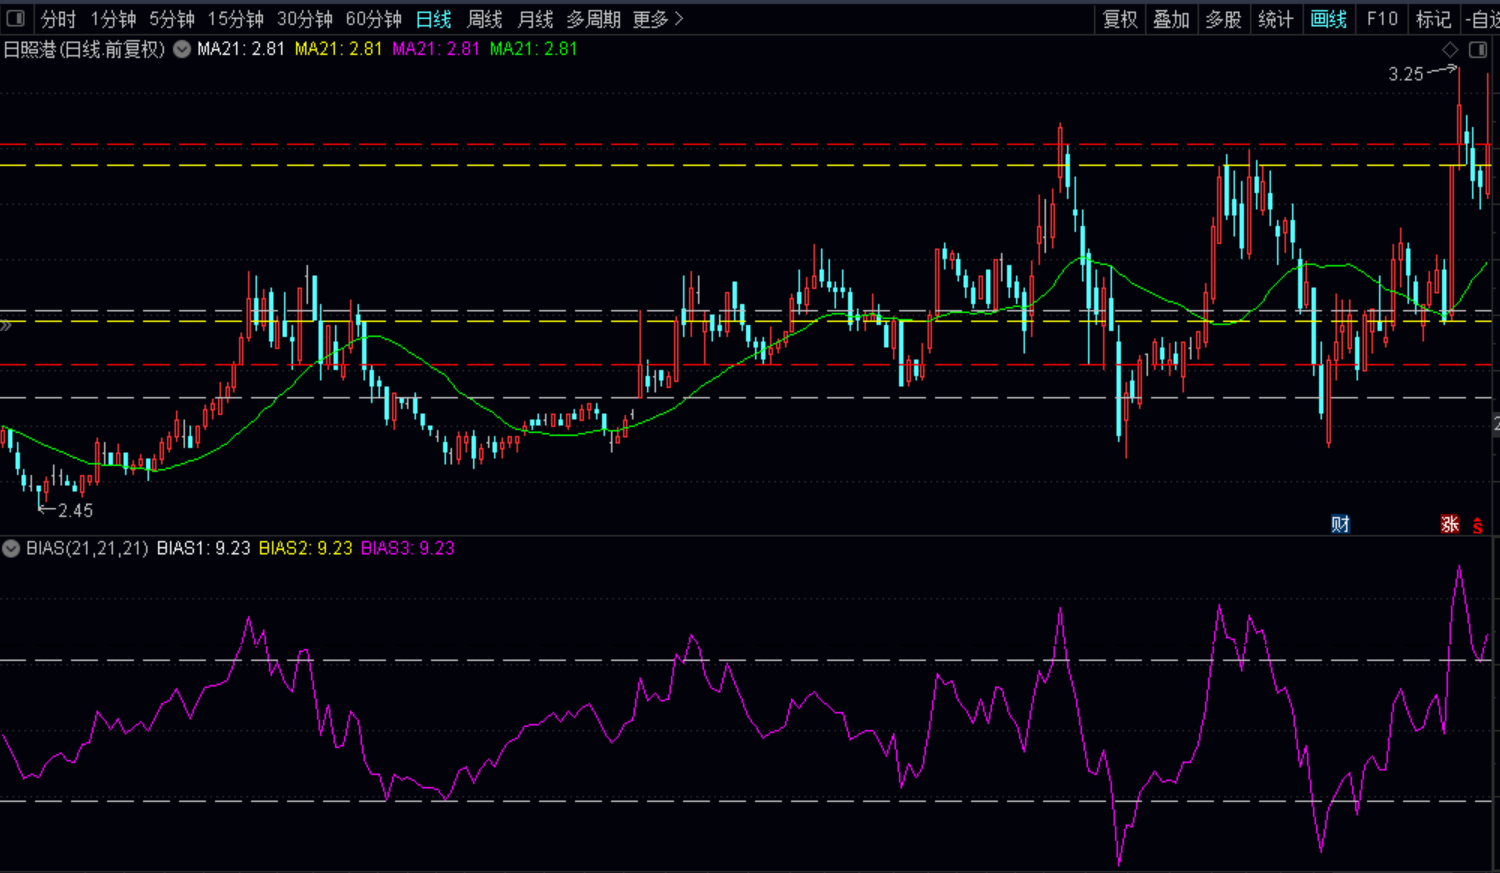 分时 1分钟 5分钟 15分钟 30分钟 60分钟 日线 周线 月线 多周期 更多 > 复权 叠加 多股 统计 画线 F10 标记 -自选
日照港(日线.前复权) MA21: 2.81 MA21: 2.81 MA21: 2.81 MA21: 2.81
3.25
2
2.45
财 涨 S
BIAS(21,21,21) BIAS1: 9.23 BIAS2: 9.23 BIAS3: 9.23